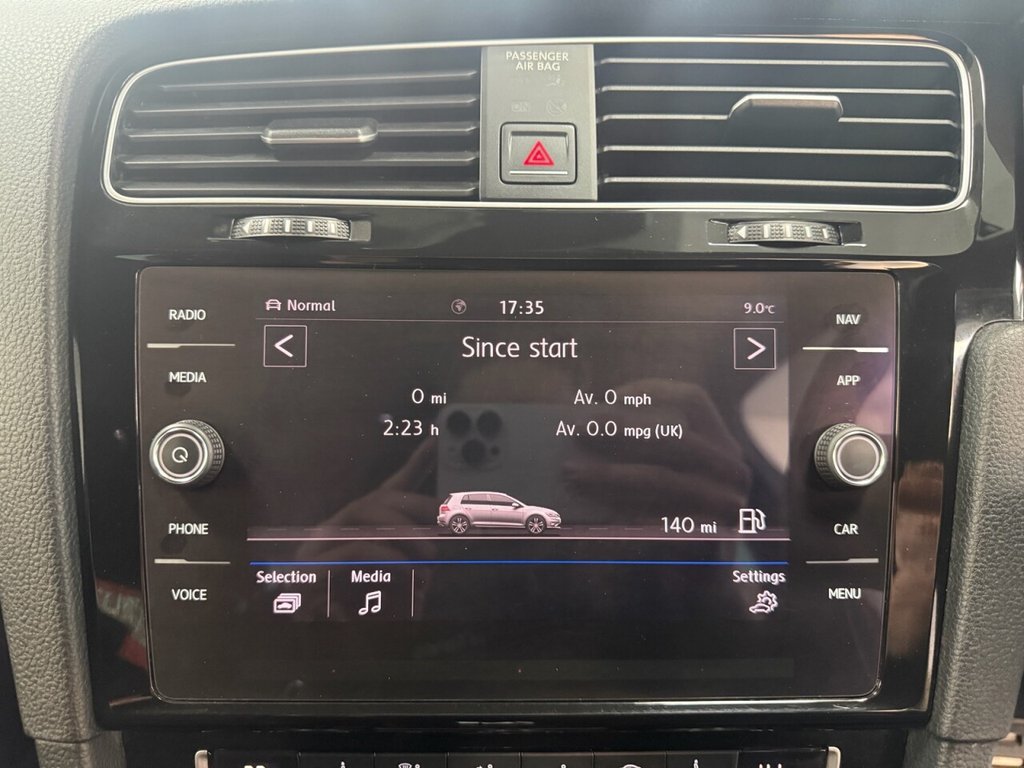 PASSENGER
AIR BAG
ON
RADIO
MEDIA
PHONE
VOICE
Normal 17:35 9.0°C
Since start
0 mi Av. 0 mph
2:23 h Av. 0.0 mpg (UK)
140 mi
Selection Media Settings
NAV
APP
CAR
MENU